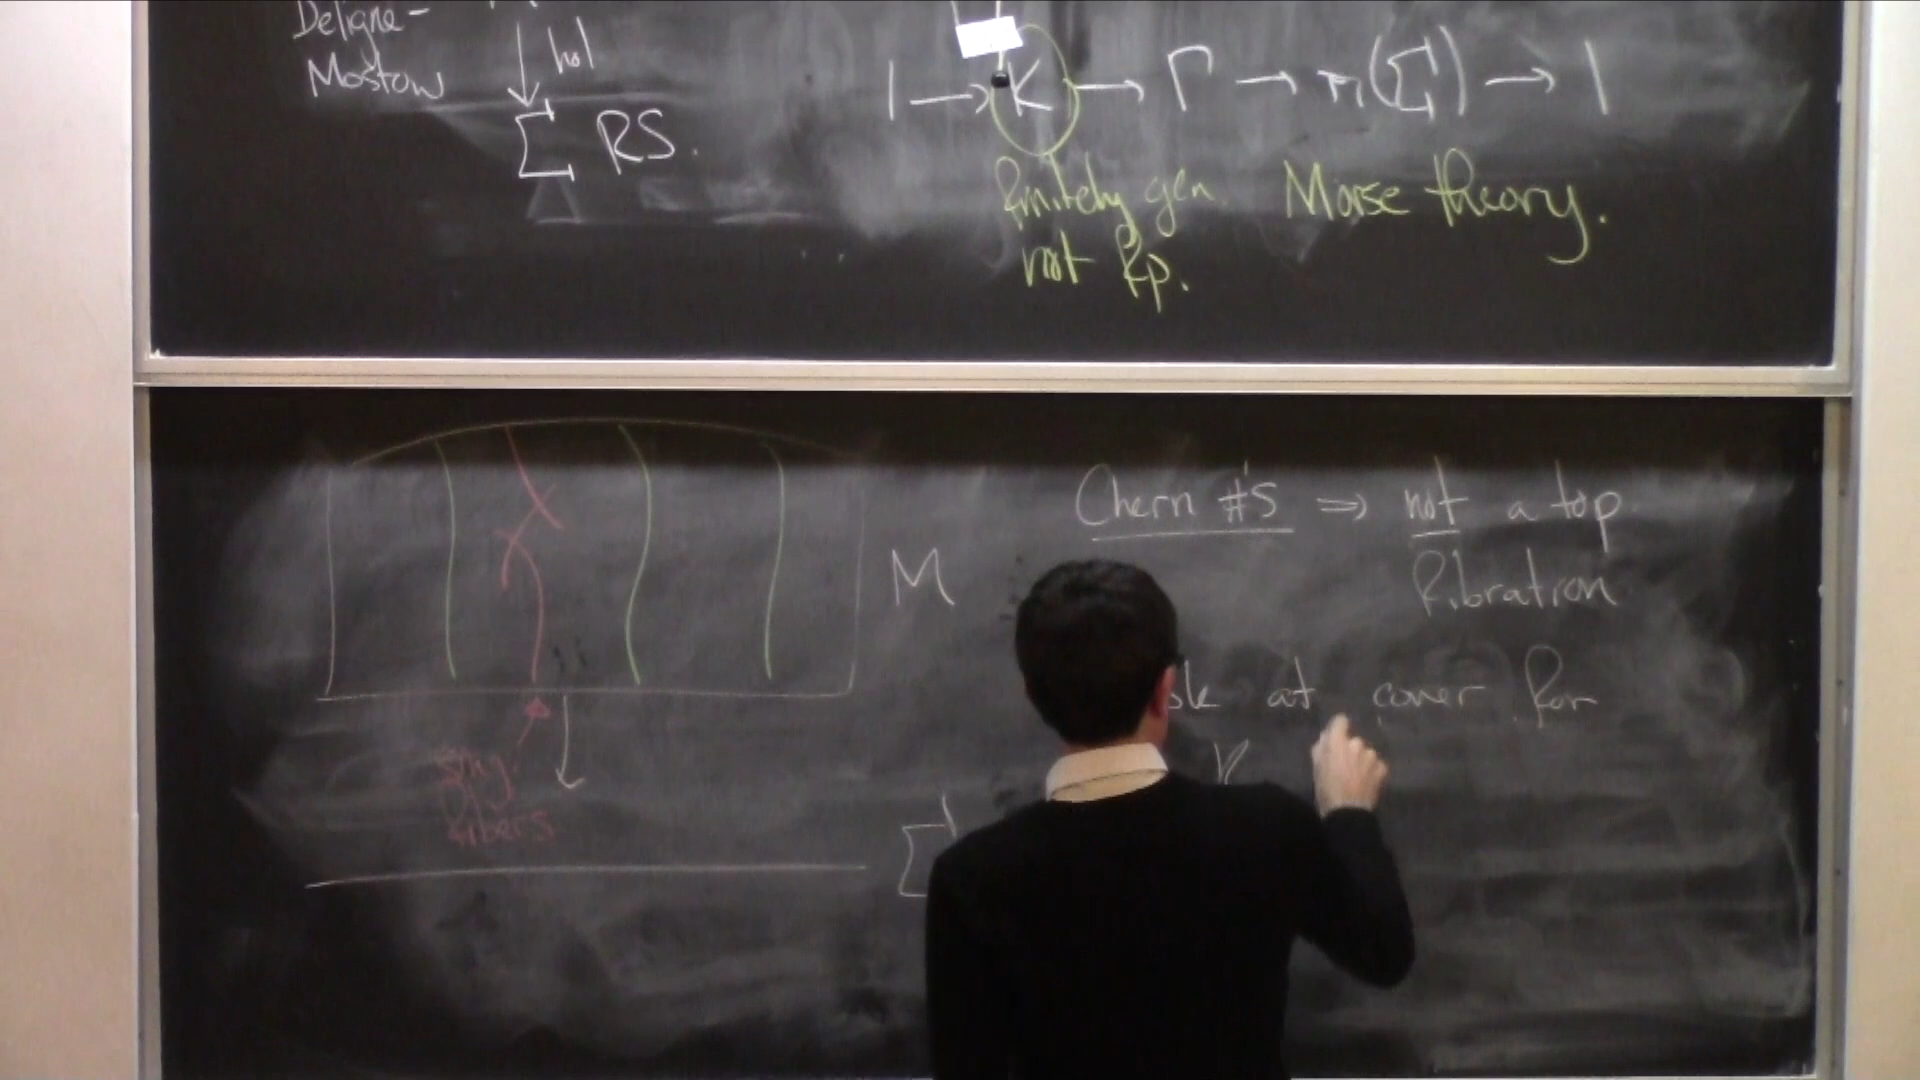 Deligne-
Mostow
hol
Σ RS.
1 → K → Γ → π₁(Σ) → 1
finitely gen. Morse theory.
not fp.
M
sing.
fibers
Σ
Chern #'s ⇒ not a top
fibration
at cover for
K